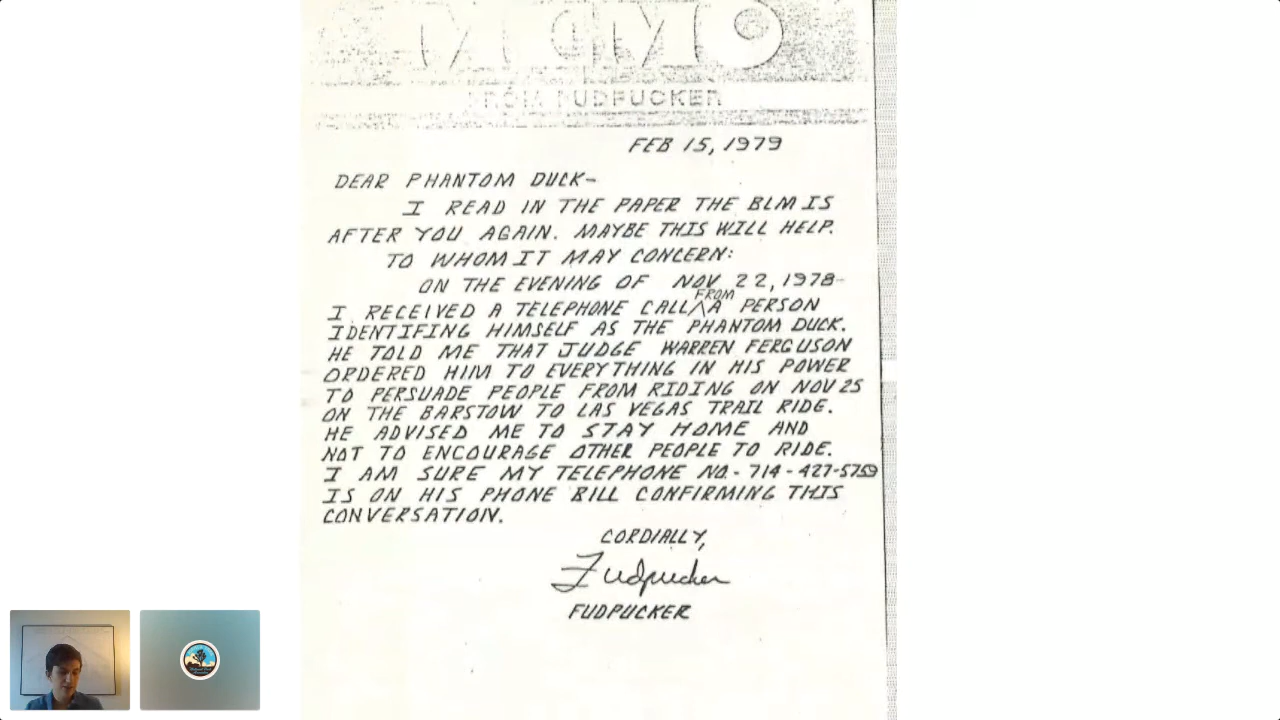 MEMO
FROM FUDPUCKER
FEB 15, 1979
DEAR PHANTOM DUCK-
I READ IN THE PAPER THE BLM IS
AFTER YOU AGAIN. MAYBE THIS WILL HELP.
TO WHOM IT MAY CONCERN:
ON THE EVENING OF NOV 22, 1978-
I RECEIVED A TELEPHONE CALL FROM A PERSON
IDENTIFING HIMSELF AS THE PHANTOM DUCK.
HE TOLD ME THAT JUDGE WARREN FERGUSON
ORDERED HIM TO EVERYTHING IN HIS POWER
TO PERSUADE PEOPLE FROM RIDING ON NOV 25
ON THE BARSTOW TO LAS VEGAS TRAIL RIDE.
HE ADVISED ME TO STAY HOME AND
NOT TO ENCOURAGE OTHER PEOPLE TO RIDE.
I AM SURE MY TELEPHONE NO. - 714-427-5759
IS ON HIS PHONE BILL CONFIRMING THIS
CONVERSATION.
CORDIALLY,
Fudpucker
FUDPUCKER